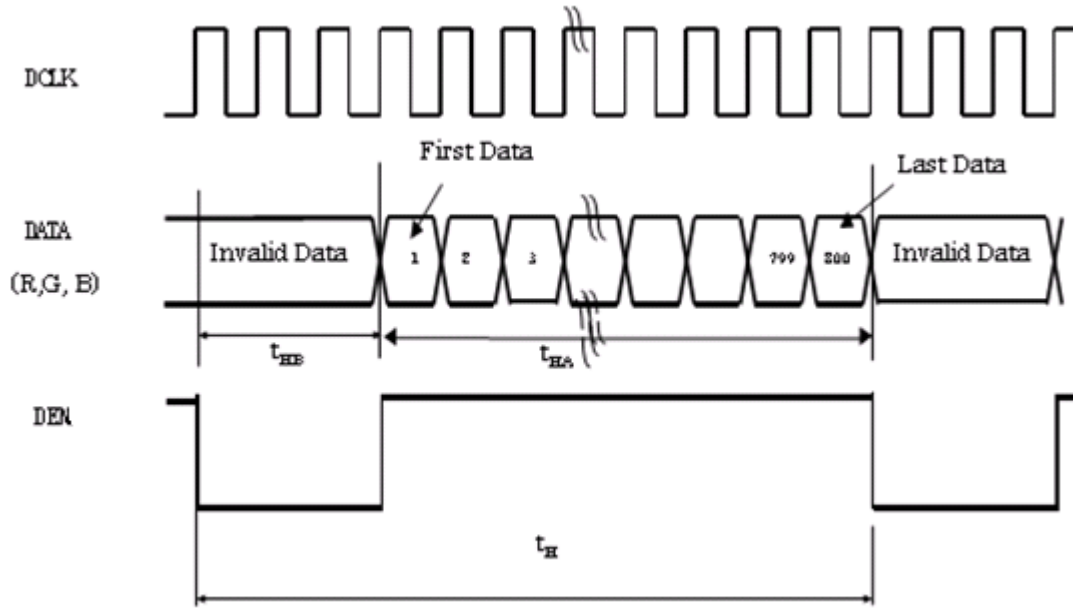 DCLK
First Data
Last Data
DATA
(R,G, B)
Invalid Data
1
2
3
799
800
Invalid Data
tHB
tHA
DEN
tH